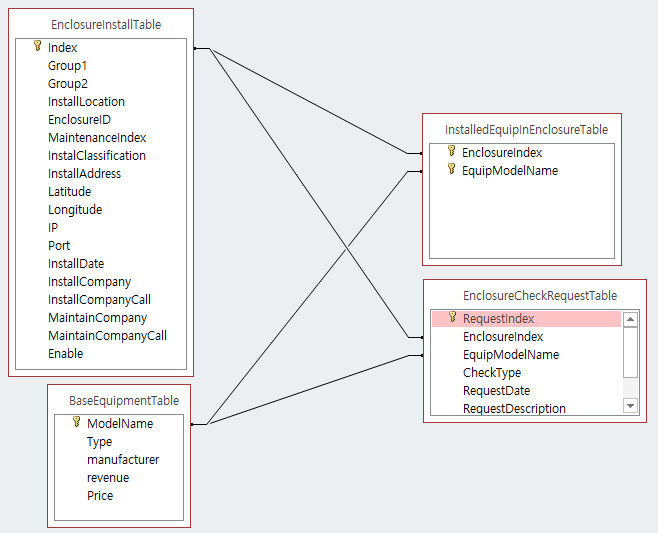 EnclosureInstallTable
Index
Group1
Group2
InstallLocation
EnclosureID
MaintenanceIndex
InstalClassification
InstallAddress
Latitude
Longitude
IP
Port
InstallDate
InstallCompany
InstallCompanyCall
MaintainCompany
MaintainCompanyCall
Enable
BaseEquipmentTable
ModelName
Type
manufacturer
revenue
Price
InstalledEquipInEnclosureTable
EnclosureIndex
EquipModelName
EnclosureCheckRequestTable
RequestIndex
EnclosureIndex
EquipModelName
CheckType
RequestDate
RequestDescription